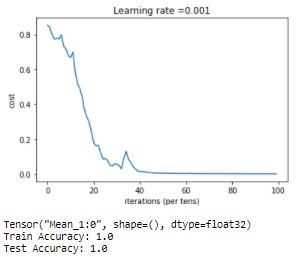 Learning rate =0.001
0.8
0.6
0.4
0.2
0.0
cost
0 20 40 60 80 100
iterations (per tens)
Tensor("Mean_1:0", shape=(), dtype=float32)
Train Accuracy: 1.0
Test Accuracy: 1.0